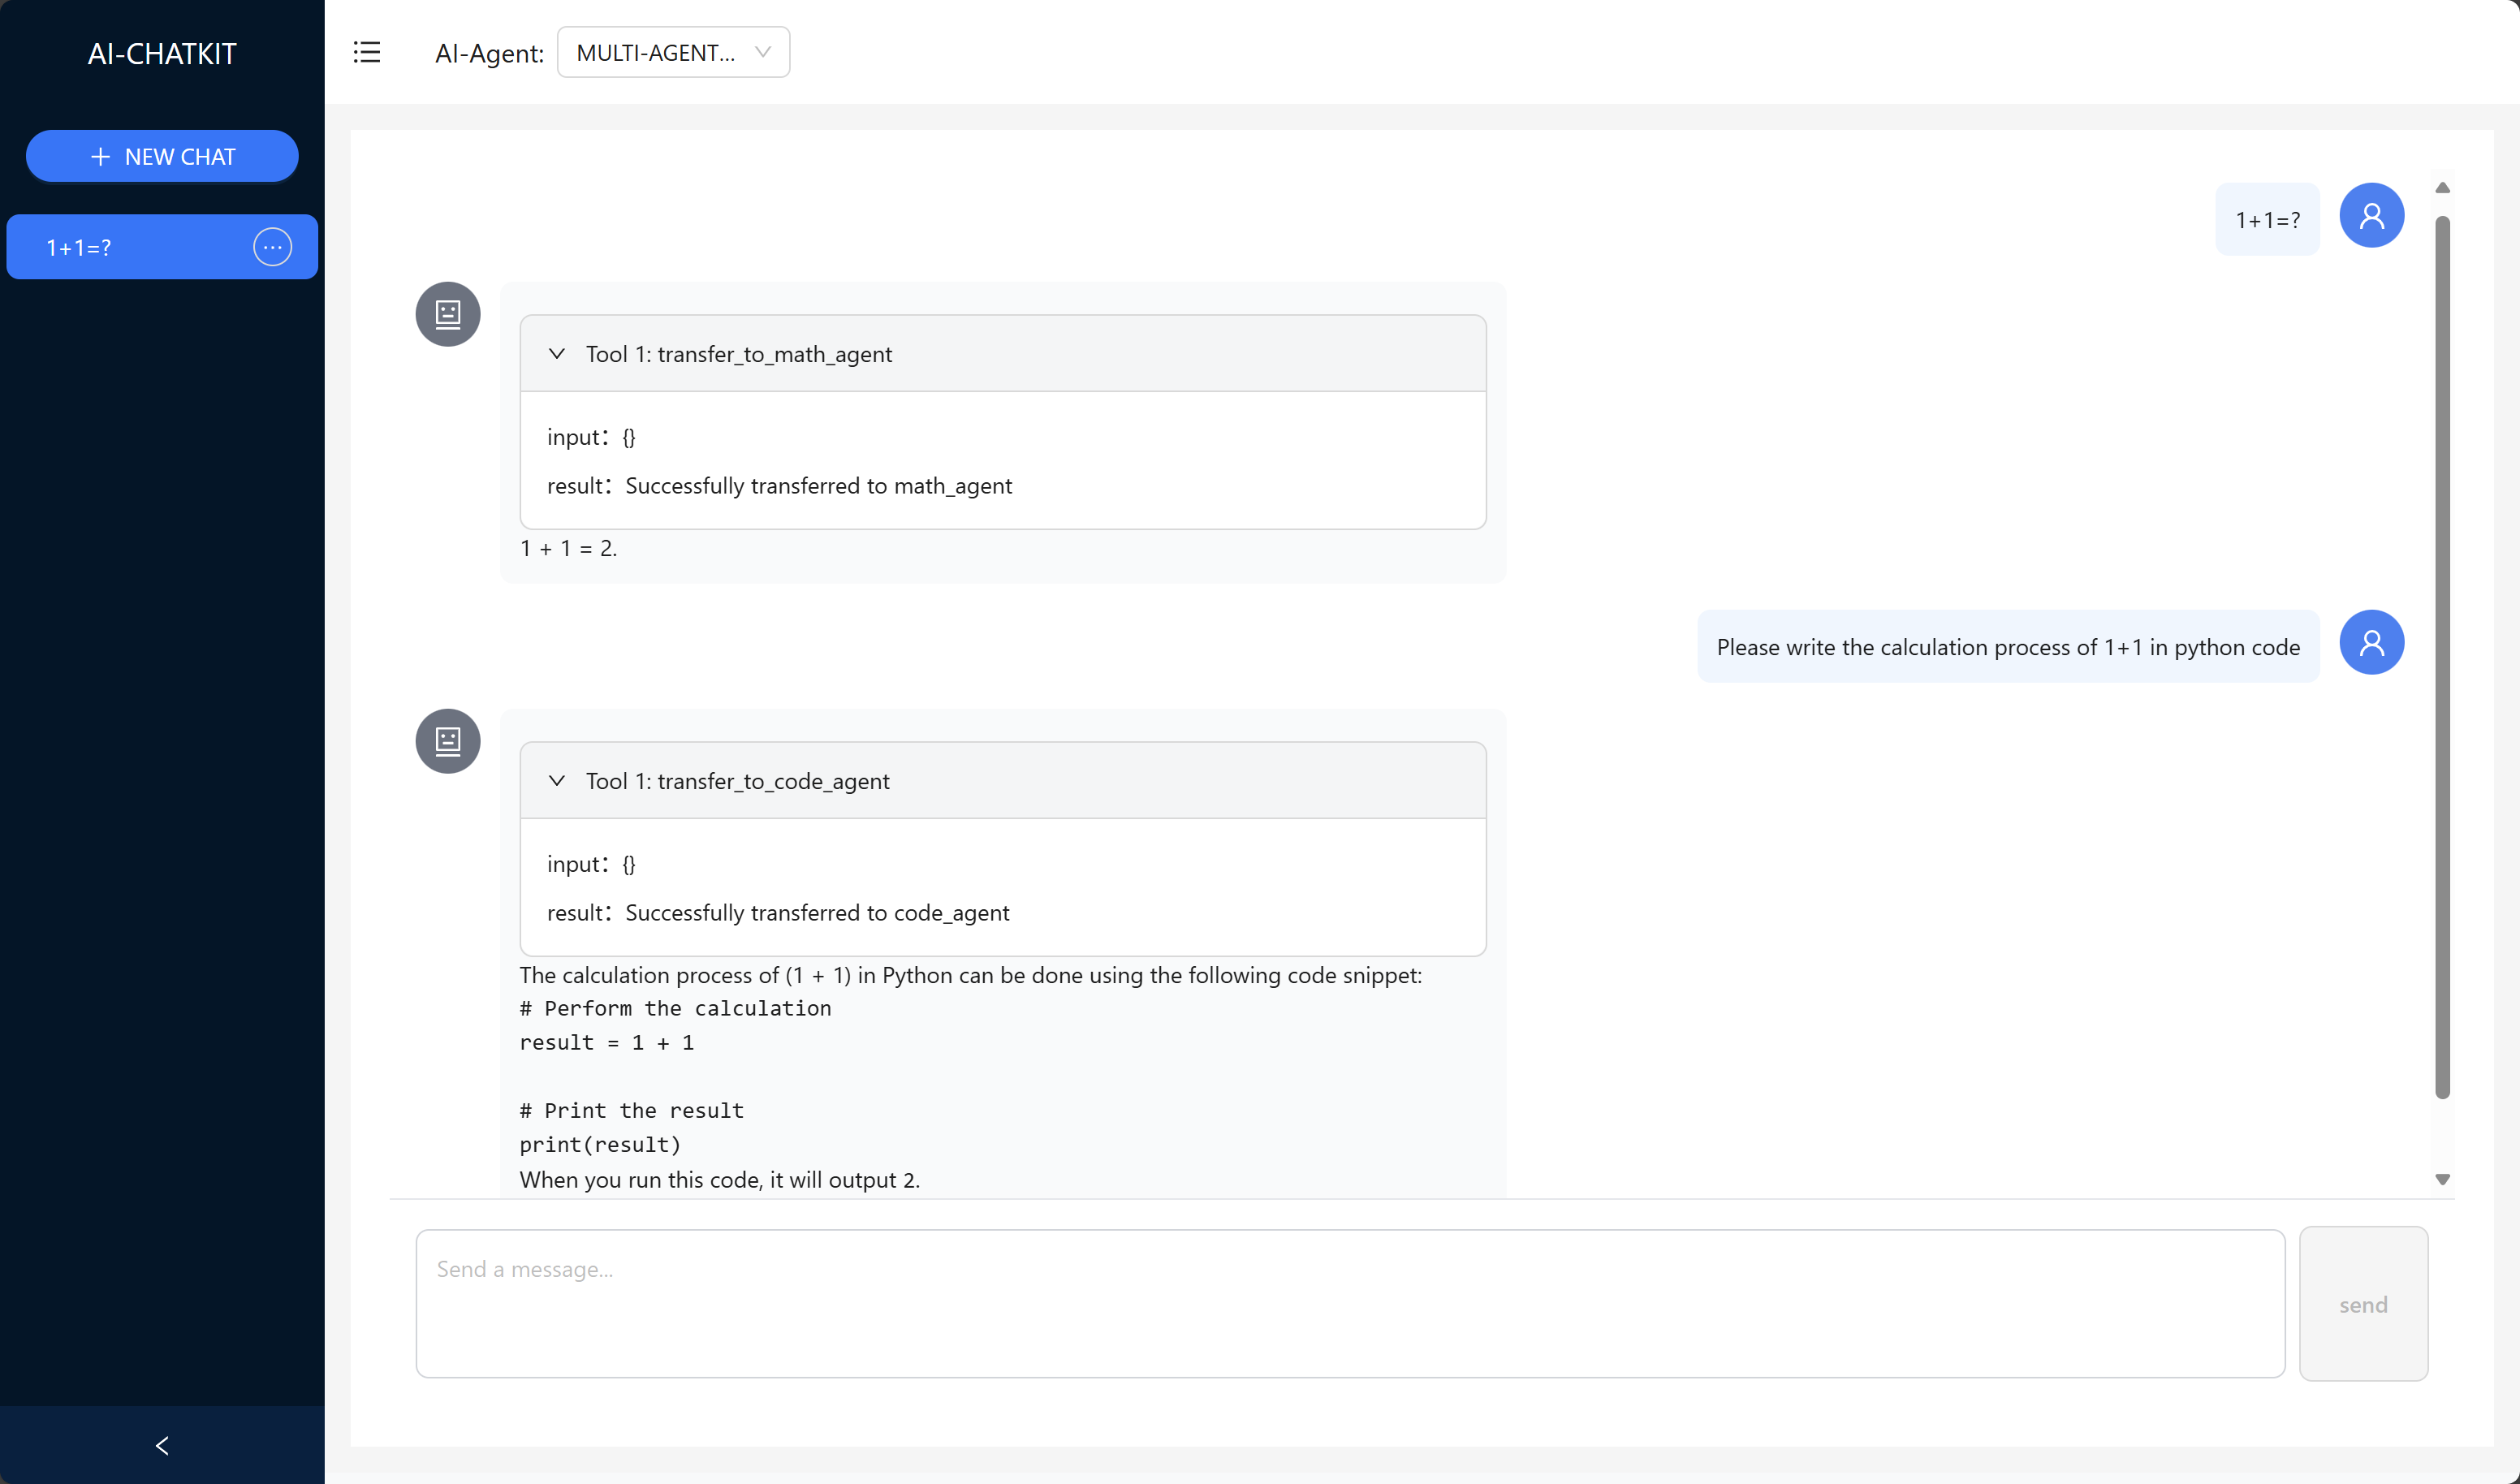 AI-CHATKIT
AI-Agent:
MULTI-AGENT...
NEW CHAT
1+1=?
1+1=?
Tool 1: transfer_to_math_agent
input：{}
result：Successfully transferred to math_agent
1 + 1 = 2.
Please write the calculation process of 1+1 in python code
Tool 1: transfer_to_code_agent
input：{}
result：Successfully transferred to code_agent
The calculation process of (1 + 1) in Python can be done using the following code snippet:
# Perform the calculation
result = 1 + 1
# Print the result
print(result)
When you run this code, it will output 2.
Send a message...
send